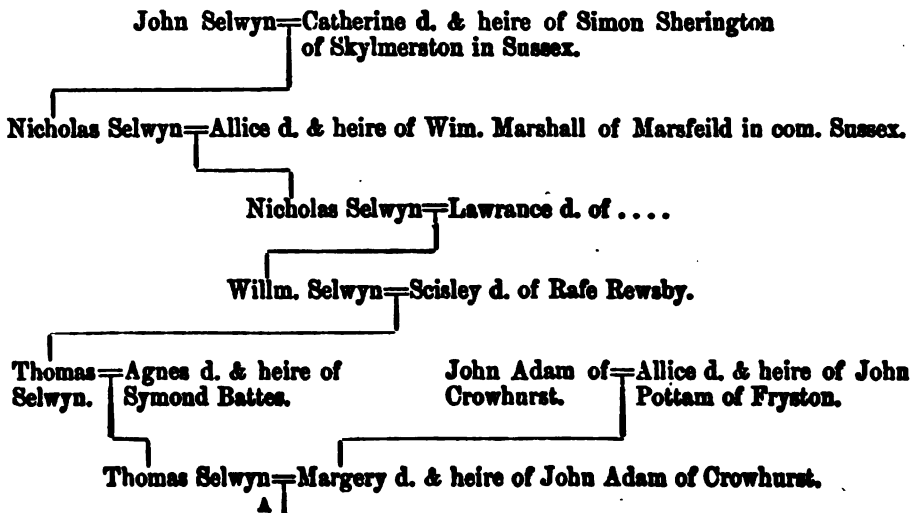 John Selwyn=Catherine d. & heire of Simon Sherington
of Skylmerston in Sussex.
Nicholas Selwyn=Allice d. & heire of Wim. Marshall of Marsfeild in com. Sussex.
Nicholas Selwyn=Lawrance d. of ....
Willm. Selwyn=Scisley d. of Rafe Rewsby.
Thomas=Agnes d. & heire of
Selwyn. Symond Battes.
John Adam of=Allice d. & heire of John
Crowhurst. Pottam of Fryston.
Thomas Selwyn=Margery d. & heire of John Adam of Crowhurst.
A